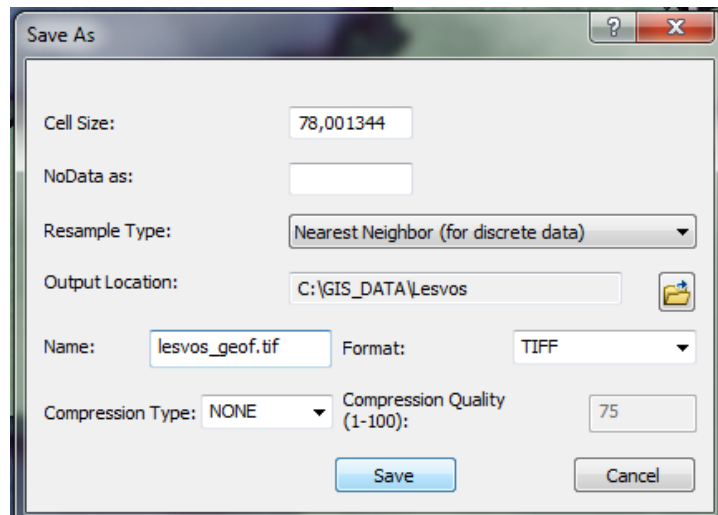 Save As
Cell Size: 78,001344
NoData as:
Resample Type: Nearest Neighbor (for discrete data)
Output Location: C:\GIS_DATA\Lesvos
Name: lesvos_geof.tif Format: TIFF
Compression Type: NONE Compression Quality
(1-100): 75
Save Cancel